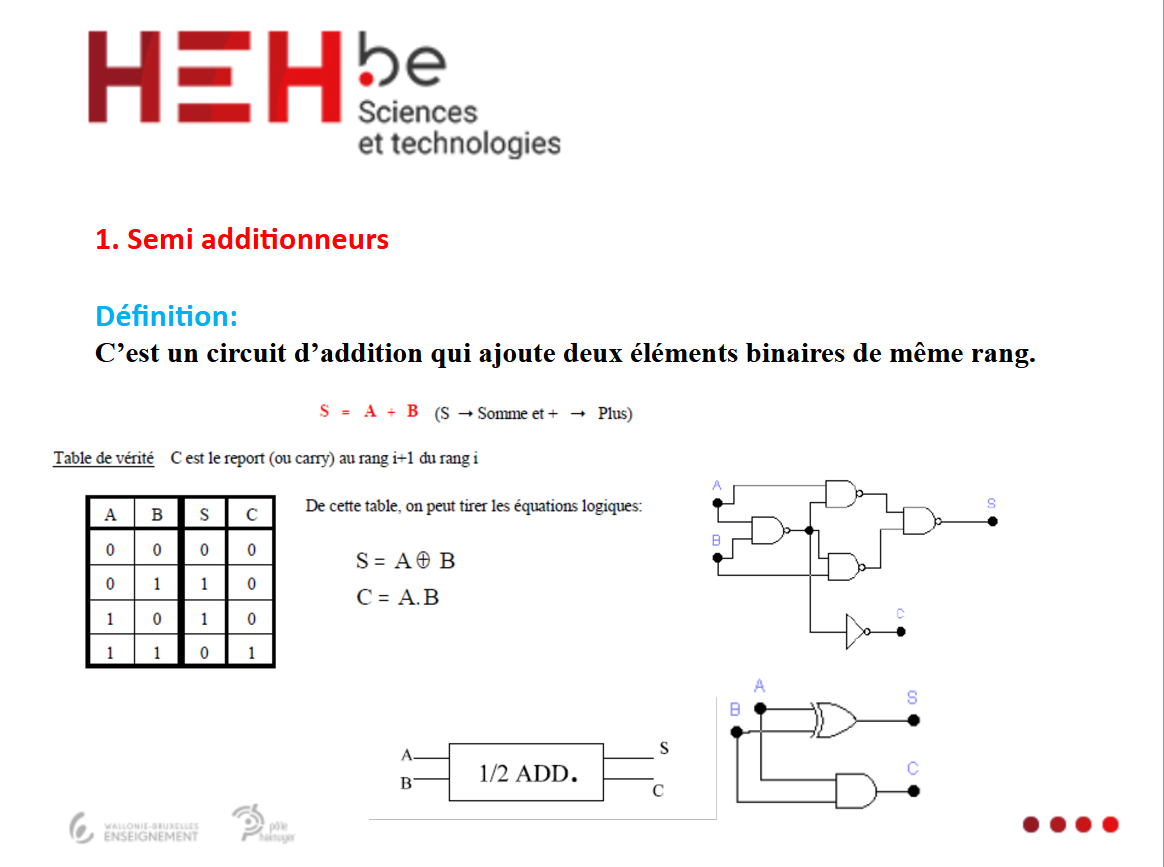 HEH.be
Sciences
et technologies
1. Semi additionneurs
Définition:
C’est un circuit d’addition qui ajoute deux éléments binaires de même rang.
S = A + B (S → Somme et + → Plus)
Table de vérité C est le report (ou carry) au rang i+1 du rang i
De cette table, on peut tirer les équations logiques:
A B S C
0 0 0 0
0 1 1 0
1 0 1 0
1 1 0 1
S = A ⊕ B
C = A.B
A
B
S
C
A
B
1/2 ADD.
S
C
A
B
S
C
WALLONIE-BRUXELLES
ENSEIGNEMENT
pôle
hainuyer